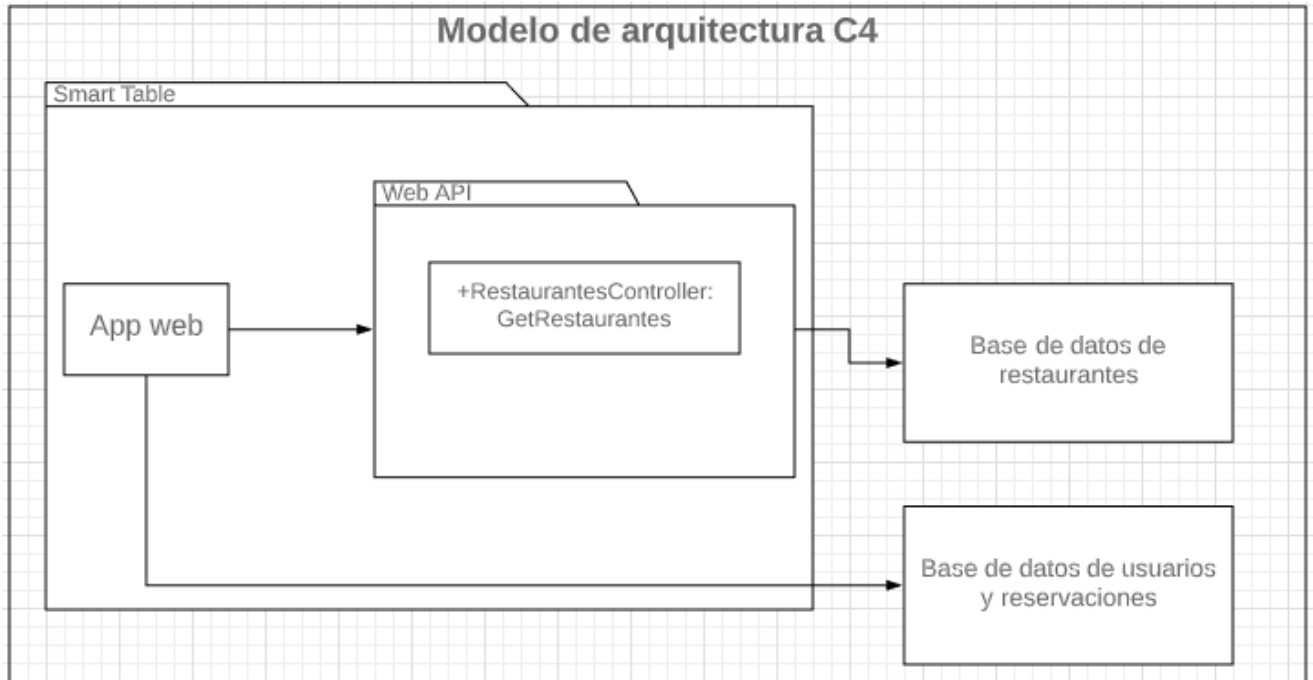 Modelo de arquitectura C4
Smart Table
Web API
+RestaurantesController:
GetRestaurantes
App web
Base de datos de
restaurantes
Base de datos de usuarios
y reservaciones